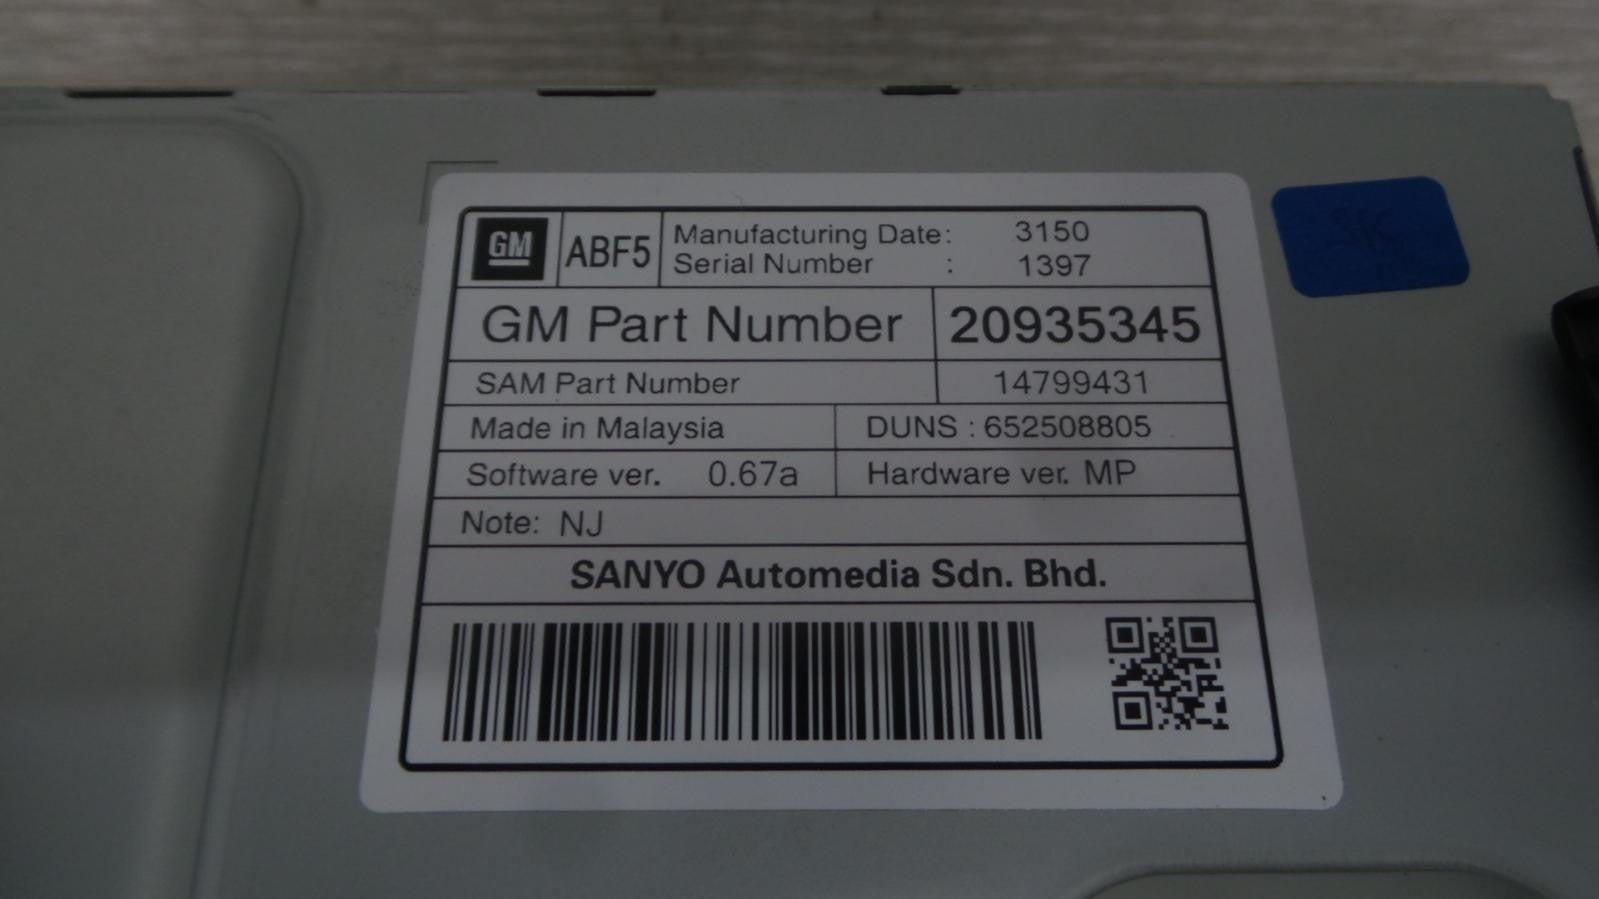 GM
ABF5
Manufacturing Date: 3150
Serial Number : 1397
GM Part Number 20935345
SAM Part Number 14799431
Made in Malaysia DUNS : 652508805
Software ver. 0.67a Hardware ver. MP
Note: NJ
SANYO Automedia Sdn. Bhd.